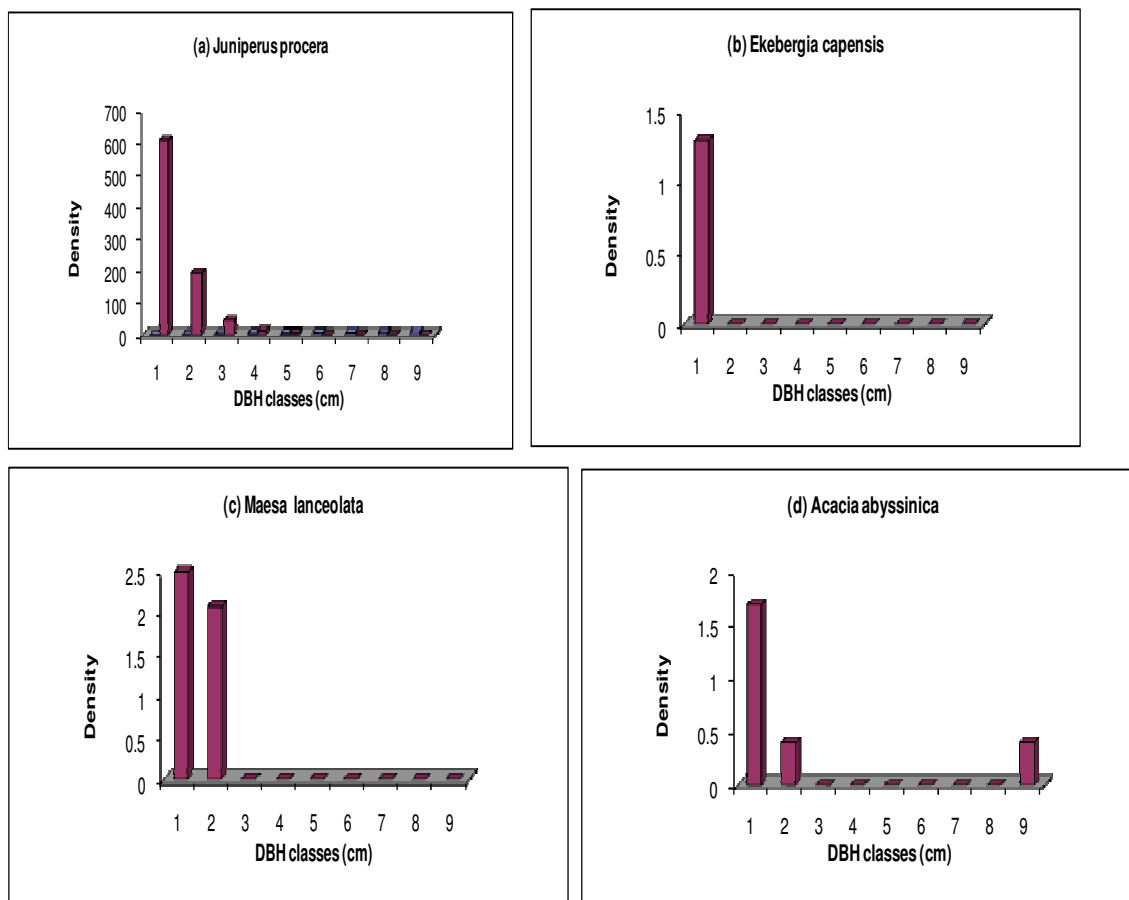 (a) Juniperus procera
Density
700
600
500
400
300
200
100
0
1 2 3 4 5 6 7 8 9
DBH classes (cm)
(b) Ekebergia capensis
Density
1.5
1
0.5
0
1 2 3 4 5 6 7 8 9
DBH classes (cm)
(c) Maesa lanceolata
Density
2.5
2
1.5
1
0.5
0
1 2 3 4 5 6 7 8 9
DBH classes (cm)
(d) Acacia abyssinica
Density
2
1.5
1
0.5
0
1 2 3 4 5 6 7 8 9
DBH classes (cm)